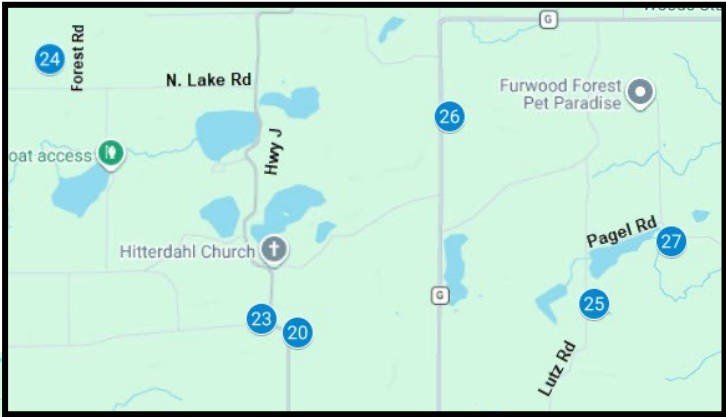 G
24
Forest Rd
N. Lake Rd
Furwood Forest
Pet Paradise
26
oat access
Hwy J
Pagel Rd
27
Hitterdahl Church
G
25
23
20
Lutz Rd